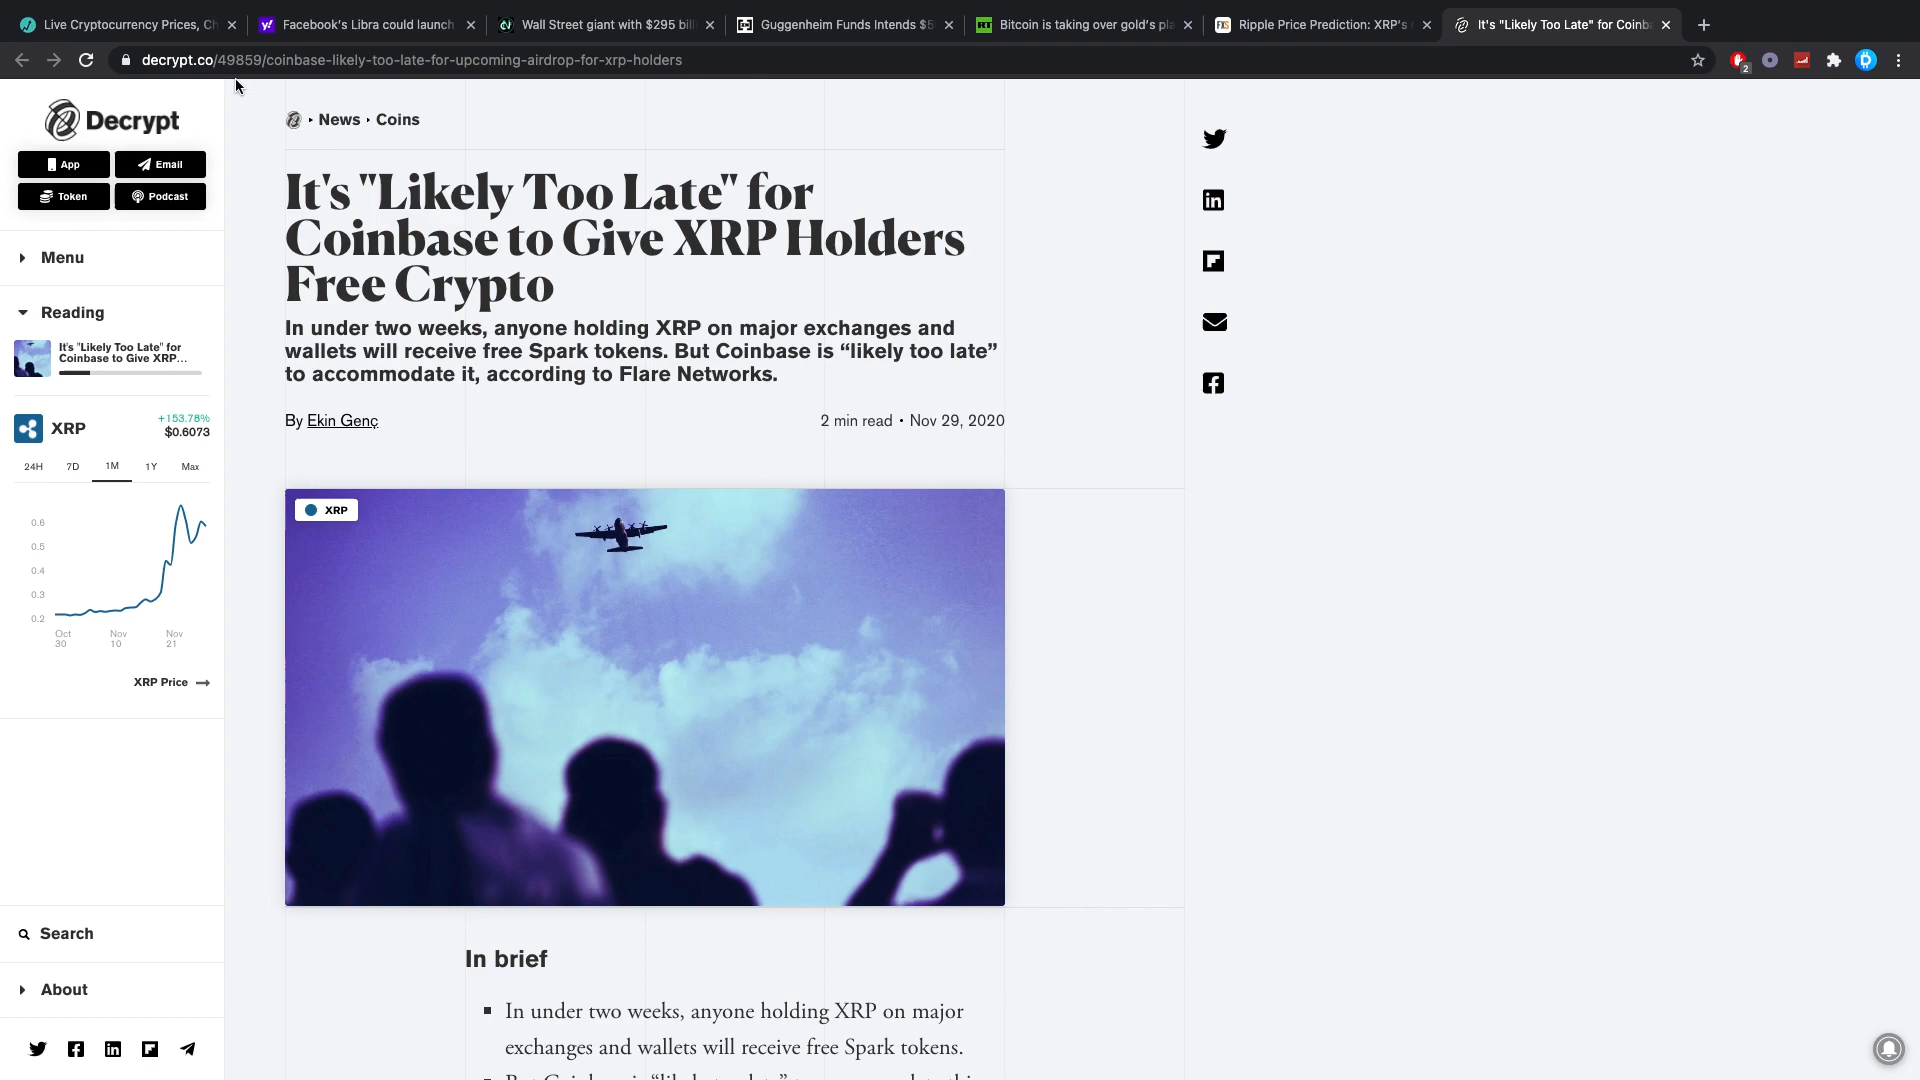 Live Cryptocurrency Prices, Ch
Facebook's Libra could launch
Wall Street giant with $295 bill
Guggenheim Funds Intends $5
Bitcoin is taking over gold's pla
Ripple Price Prediction: XRP's
It's "Likely Too Late" for Coinb
decrypt.co/49859/coinbase-likely-too-late-for-upcoming-airdrop-for-xrp-holders
2
Decrypt
App
Email
Token
Podcast
Menu
Reading
It's "Likely Too Late" for
Coinbase to Give XRP...
XRP
+153.78%
$0.6073
24H 7D 1M 1Y Max
0.6
0.5
0.4
0.3
0.2
Oct
30
Nov
10
Nov
21
XRP Price
Search
About
News • Coins
It's "Likely Too Late" for
Coinbase to Give XRP Holders
Free Crypto
In under two weeks, anyone holding XRP on major exchanges and
wallets will receive free Spark tokens. But Coinbase is “likely too late”
to accommodate it, according to Flare Networks.
By Ekin Genç
2 min read • Nov 29, 2020
XRP
In brief
In under two weeks, anyone holding XRP on major
exchanges and wallets will receive free Spark tokens.